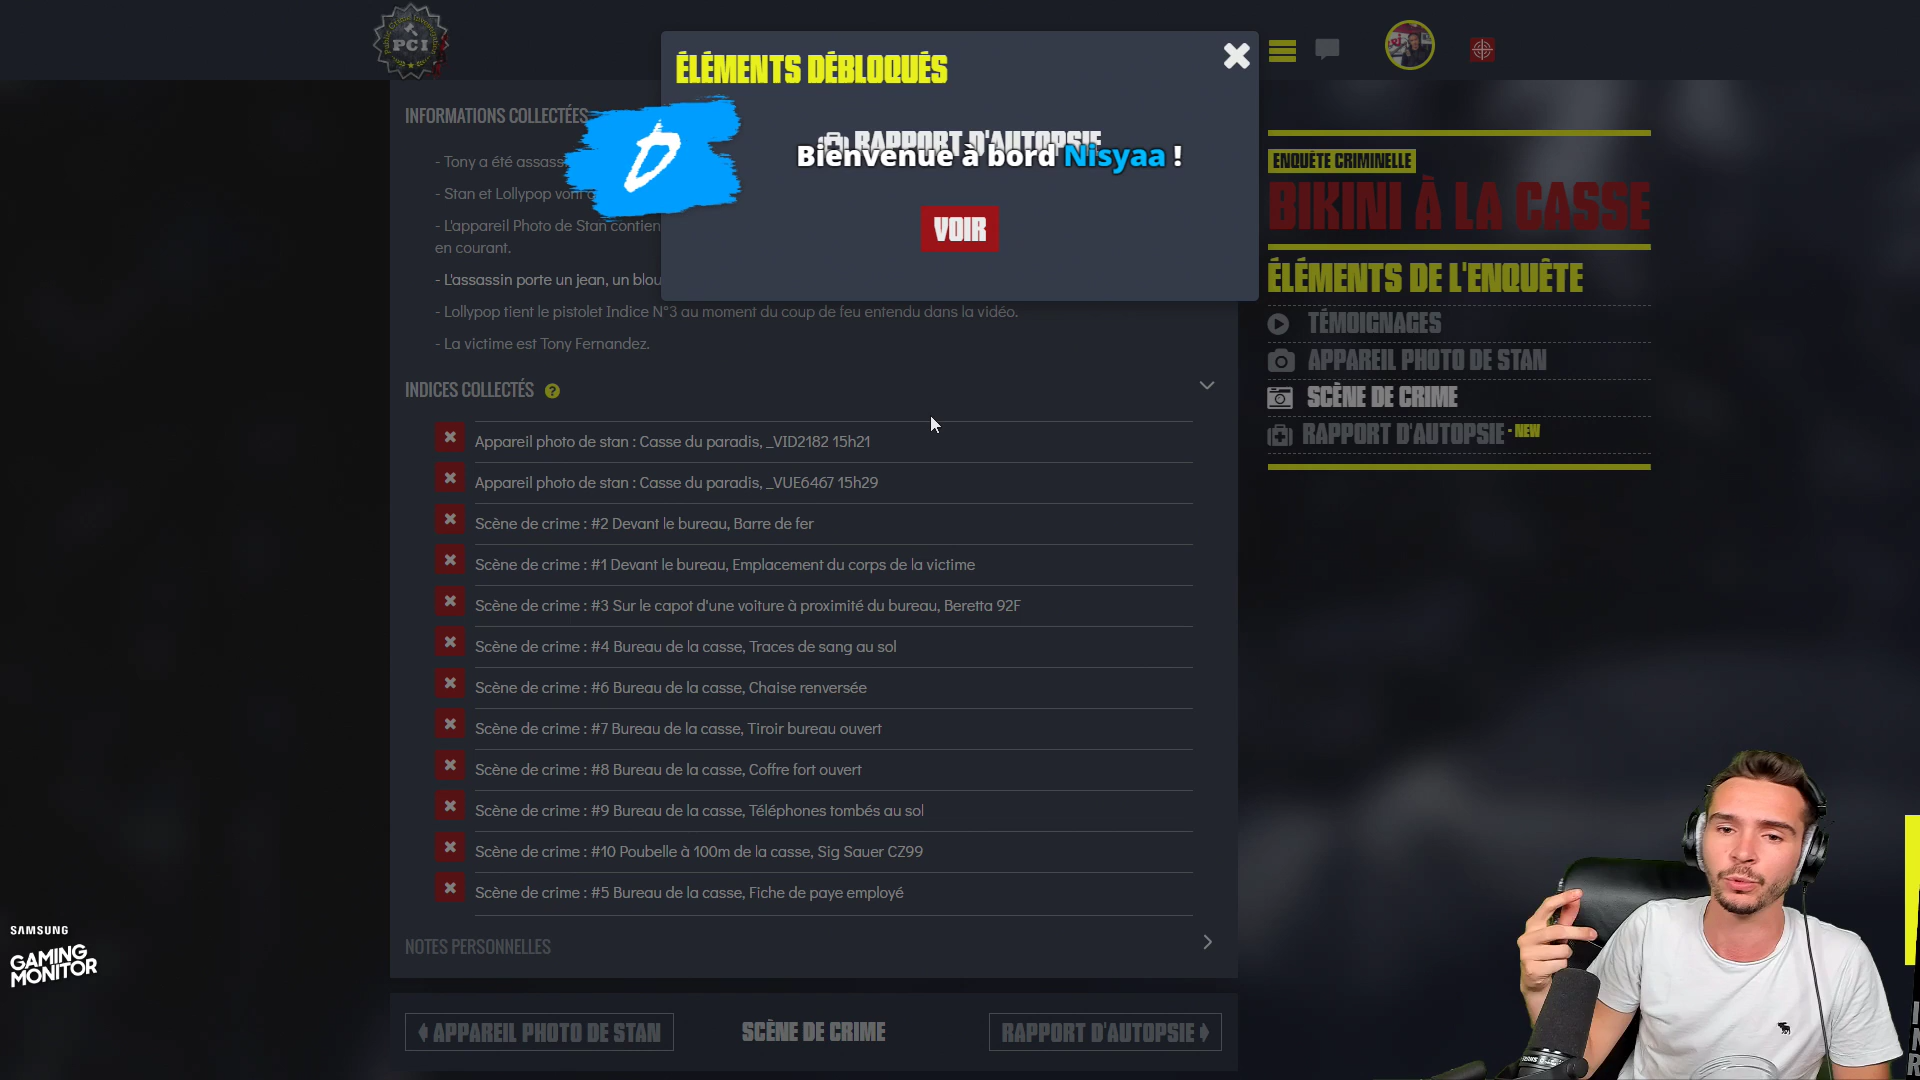 PCI
ÉLÉMENTS DÉBLOQUÉS
RAPPORT D'AUTOPSIE
D
Bienvenue à bord Nisyaa !
VOIR
INFORMATIONS COLLECTÉES
- Tony a été assass
- Stan et Lollypop vont
- L'appareil Photo de Stan contien
en courant.
- L'assassin porte un jean, un blou
- Lollypop tient le pistolet Indice N°3 au moment du coup de feu entendu dans la vidéo.
- La victime est Tony Fernandez.
INDICES COLLECTÉS ?
Appareil photo de stan : Casse du paradis, _VID2182 15h21
Appareil photo de stan : Casse du paradis, _VUE6467 15h29
Scène de crime : #2 Devant le bureau, Barre de fer
Scène de crime : #1 Devant le bureau, Emplacement du corps de la victime
Scène de crime : #3 Sur le capot d'une voiture à proximité du bureau, Beretta 92F
Scène de crime : #4 Bureau de la casse, Traces de sang au sol
Scène de crime : #6 Bureau de la casse, Chaise renversée
Scène de crime : #7 Bureau de la casse, Tiroir bureau ouvert
Scène de crime : #8 Bureau de la casse, Coffre fort ouvert
Scène de crime : #9 Bureau de la casse, Téléphones tombés au sol
Scène de crime : #10 Poubelle à 100m de la casse, Sig Sauer CZ99
Scène de crime : #5 Bureau de la casse, Fiche de paye employé
NOTES PERSONNELLES
APPAREIL PHOTO DE STAN
SCÈNE DE CRIME
RAPPORT D'AUTOPSIE
ENQUÊTE CRIMINELLE
BIKINI À LA CASSE
ÉLÉMENTS DE L'ENQUÊTE
TÉMOIGNAGES
APPAREIL PHOTO DE STAN
SCÈNE DE CRIME
RAPPORT D'AUTOPSIE - NEW
SAMSUNG
GAMING
MONITOR